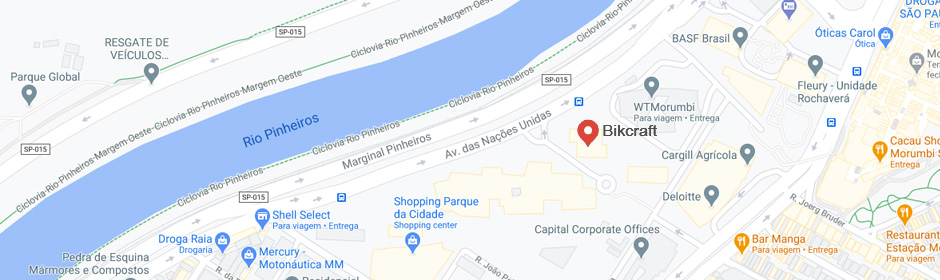 DROGA
SÃO PAU
SP-015
RESGATE DE
VEÍCULOS...
BASF Brasil
Óticas Carol
Ótica
Parque Global
Ciclovia Rio Pinheiros-Margem Oeste
Ciclovia Rio Pinheiros-Margem Oeste
Ciclovia Rio Pinheiros-Margem Oeste
Ciclovia Rio Pinheiros
SP-015
Fleury - Unidade
Rochaverá
WTMorumbi
Para viagem • Entrega
Rio Pinheiros
Ciclovia Rio Pinheiros
Marginal Pinheiros
Av. das Nações Unidas
Bikcraft
SP-015
Cargill Agrícola
Cacau Sho
Morumbi S
Entrega
SP-015
Deloitte
R. Joerg Bruder
Shopping Parque
da Cidade
Shopping center
Shell Select
Para viagem • Entrega
Capital Corporate Offices
Droga Raia
Drogaria
Bar Manga
Para viagem • Entrega
Restaurant
Estação M
Pedra de Esquina
Mármores e Compostos
Mercury -
Motonáutica MM
Ciclovia Rio Pinheiros
Residencial
R. João P